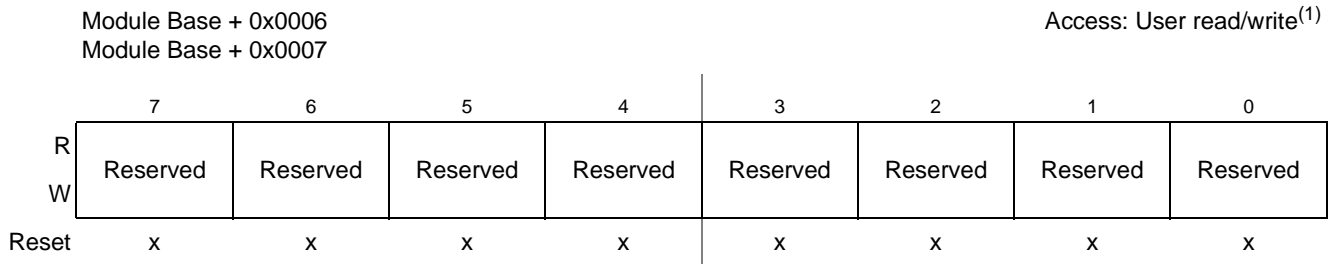 Module Base + 0x0006 Access: User read/write(1)
Module Base + 0x0007
7 6 5 4 3 2 1 0
R
Reserved Reserved Reserved Reserved Reserved Reserved Reserved Reserved
W
Reset x x x x x x x x